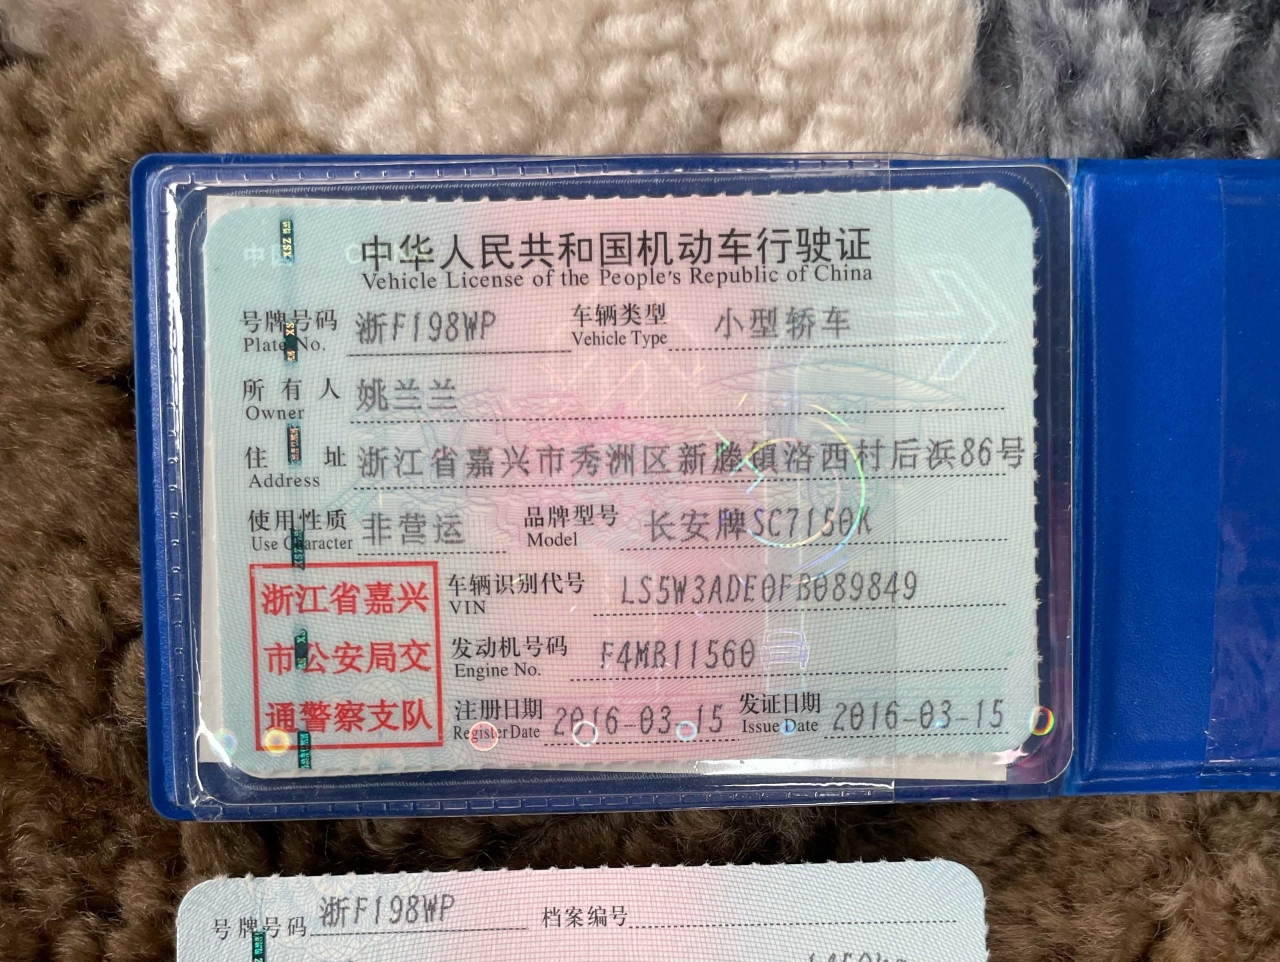 中华人民共和国机动车行驶证
Vehicle License of the People's Republic of China
号牌号码 浙F198WP 车辆类型 小型轿车
Plate No. Vehicle Type
所有人 姚兰兰
Owner
住址 浙江省嘉兴市秀洲区新塍镇洛西村后浜86号
Address
使用性质 非营运 品牌型号 长安牌SC7150K
Use Character Model
浙江省嘉兴
市公安局交
通警察支队
车辆识别代号 LS5W3ADE0FB089849
VIN
发动机号码 F4MB11560
Engine No.
注册日期 2016-03-15 发证日期 2016-03-15
Register Date Issue Date
号牌号码 浙F198WP 档案编号